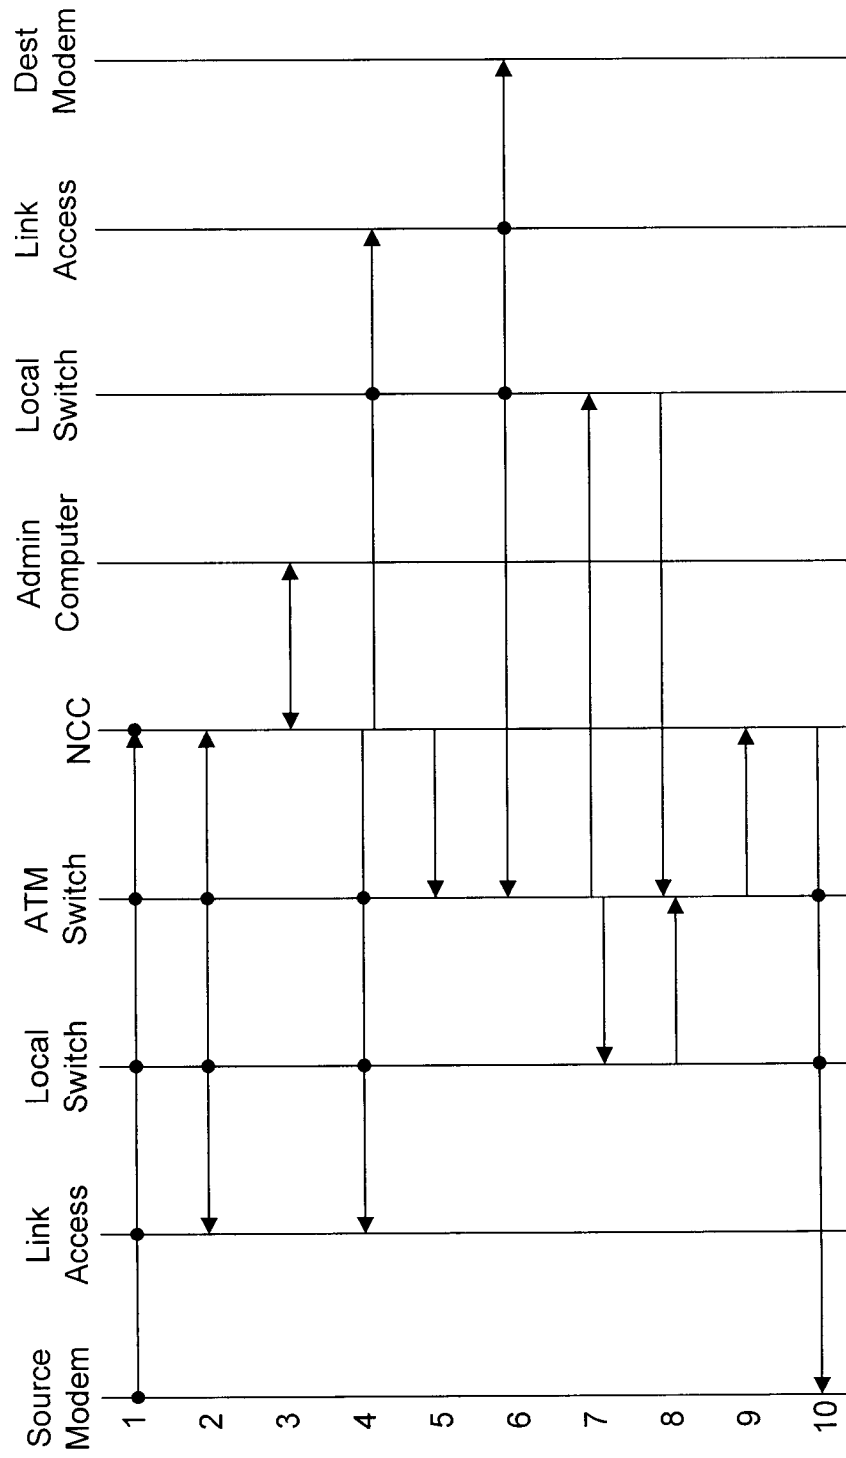 Source
Modem
Link
Access
Local
Switch
ATM
Switch
NCC
Admin
Computer
Local
Switch
Link
Access
Dest
Modem
1
2
3
4
5
6
7
8
9
10